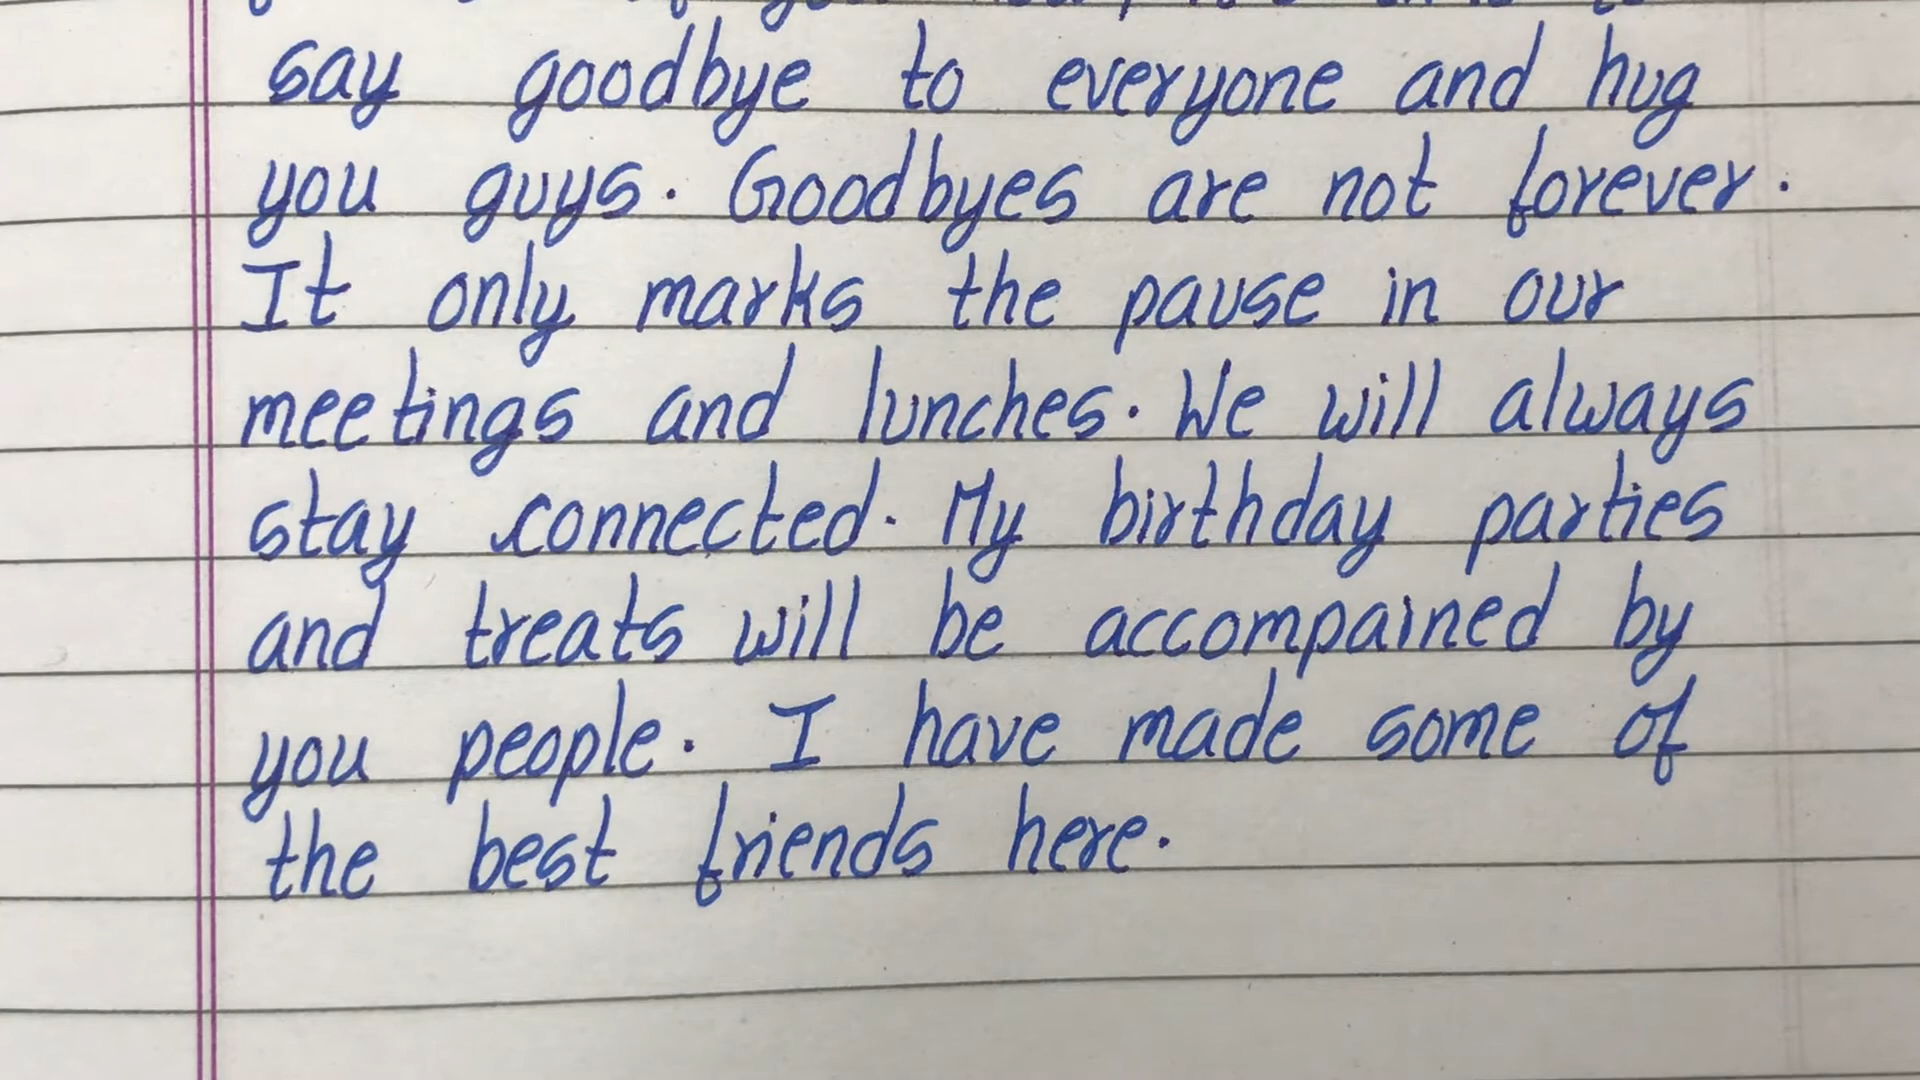 say goodbye to everyone and hug
you guys. Goodbyes are not forever.
It only marks the pause in our
meetings and lunches. We will always
stay connected. My birthday parties
and treats will be accompained by
you people. I have made some of
the best friends here.